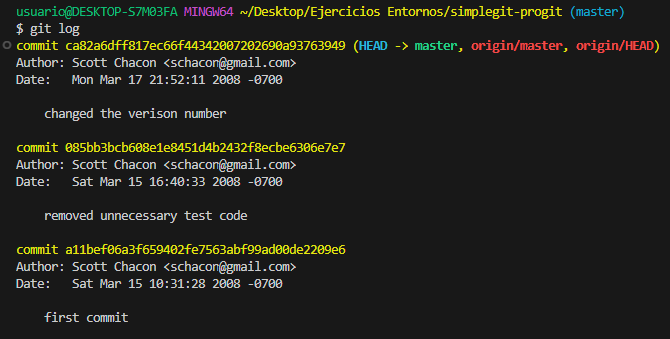 usuario@DESKTOP-S7M03FA MINGW64 ~/Desktop/Ejercicios Entornos/simplegit-progit (master)
$ git log
commit ca82a6dff817ec66f44342007202690a93763949 (HEAD -> master, origin/master, origin/HEAD)
Author: Scott Chacon <schacon@gmail.com>
Date:   Mon Mar 17 21:52:11 2008 -0700
changed the verison number
commit 085bb3bcb608e1e8451d4b2432f8ecbe6306e7e7
Author: Scott Chacon <schacon@gmail.com>
Date:   Sat Mar 15 16:40:33 2008 -0700
removed unnecessary test code
commit a11bef06a3f659402fe7563abf99ad00de2209e6
Author: Scott Chacon <schacon@gmail.com>
Date:   Sat Mar 15 10:31:28 2008 -0700
first commit